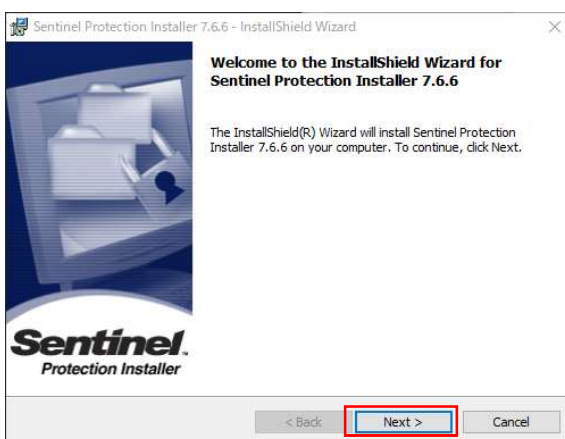 Sentinel Protection Installer 7.6.6 - InstallShield Wizard
Welcome to the InstallShield Wizard for
Sentinel Protection Installer 7.6.6
The InstallShield(R) Wizard will install Sentinel Protection
Installer 7.6.6 on your computer. To continue, click Next.
Sentinel
Protection Installer
< Back
Next >
Cancel